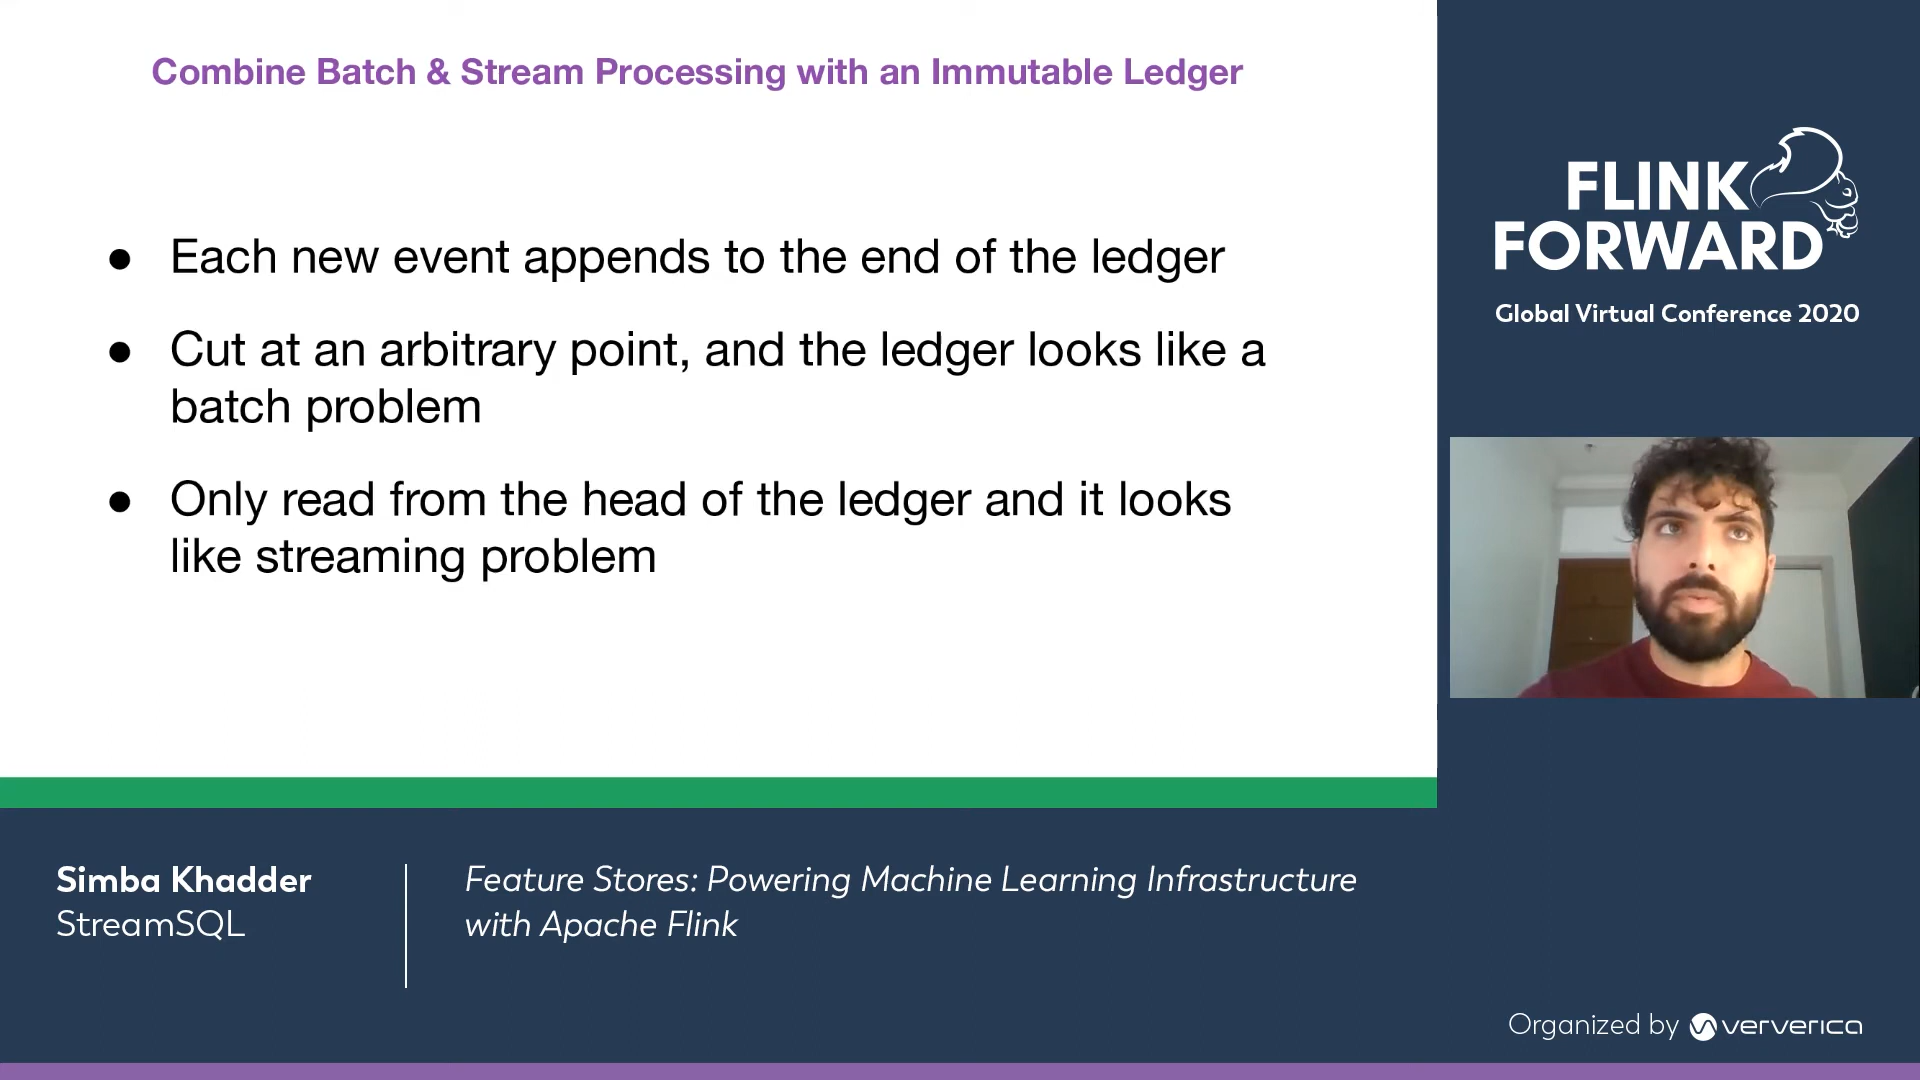 Combine Batch & Stream Processing with an Immutable Ledger
● Each new event appends to the end of the ledger
● Cut at an arbitrary point, and the ledger looks like a
batch problem
● Only read from the head of the ledger and it looks
like streaming problem
FLINK
FORWARD
Global Virtual Conference 2020
Simba Khadder
StreamSQL
Feature Stores: Powering Machine Learning Infrastructure
with Apache Flink
Organized by ververica